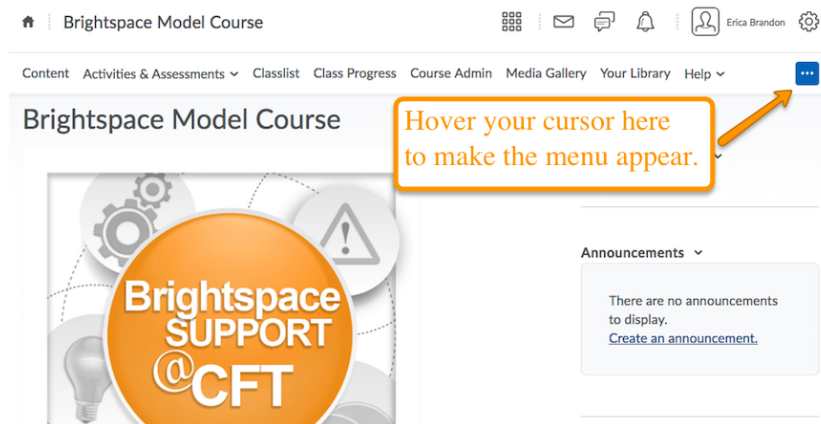 Brightspace Model Course
Erica Brandon
Content Activities & Assessments Classlist Class Progress Course Admin Media Gallery Your Library Help
Brightspace Model Course
Hover your cursor here
to make the menu appear.
Brightspace
SUPPORT
@CFT
Announcements
There are no announcements
to display.
Create an announcement.